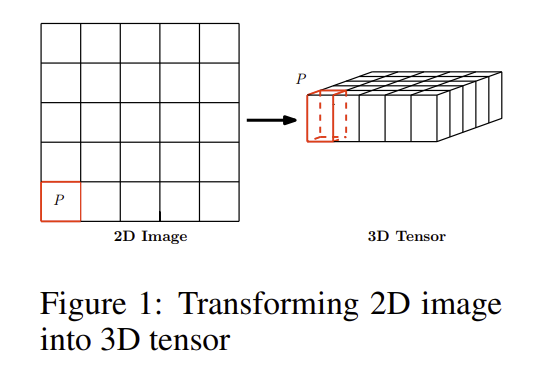 P
P
2D Image
3D Tensor
Figure 1: Transforming 2D image
into 3D tensor